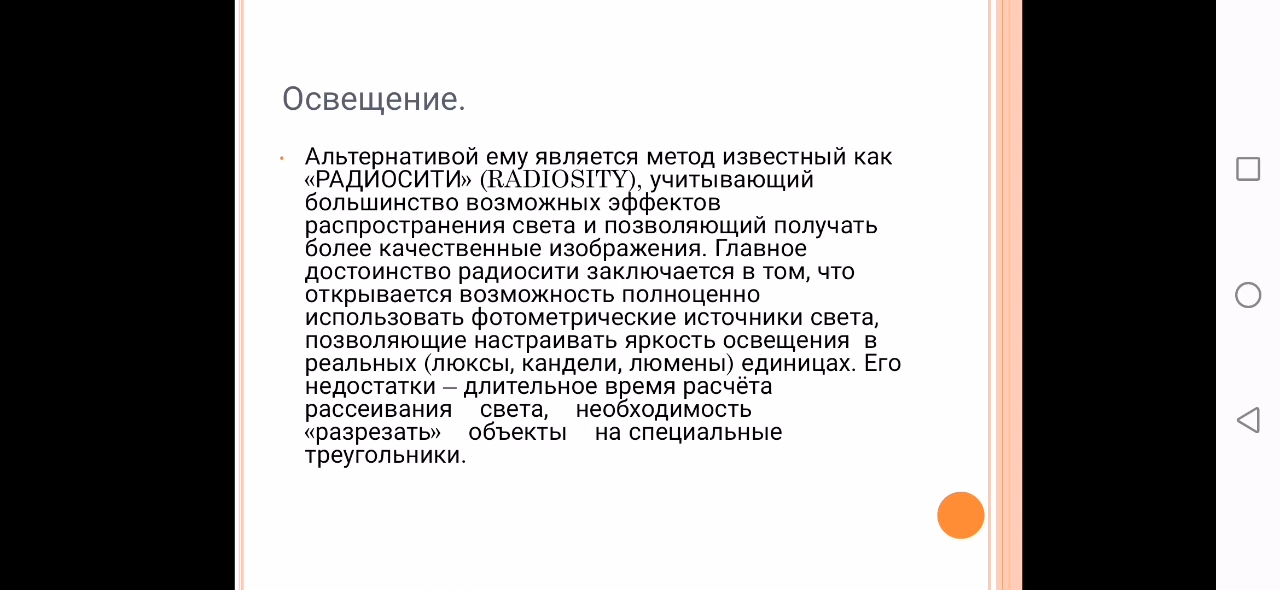 Освещение.
• Альтернативой ему является метод известный как
«РАДИОСИТИ» (RADIOSITY), учитывающий
большинство возможных эффектов
распространения света и позволяющий получать
более качественные изображения. Главное
достоинство радиосити заключается в том, что
открывается возможность полноценно
использовать фотометрические источники света,
позволяющие настраивать яркость освещения в
реальных (люксы, кандели, люмены) единицах. Его
недостатки – длительное время расчёта
рассеивания света, необходимость
«разрезать» объекты на специальные
треугольники.